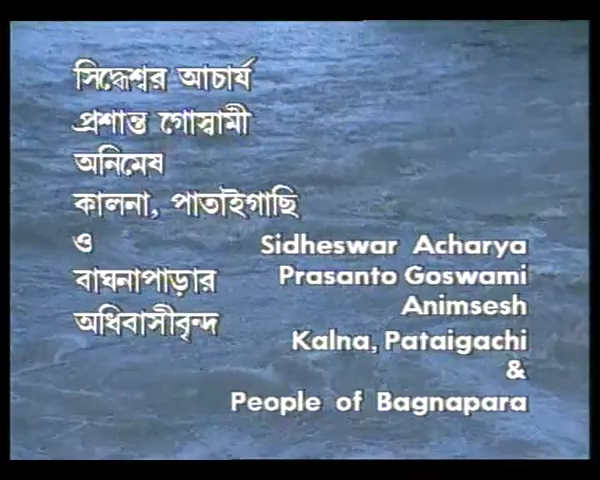 সিদ্ধেশ্বর আচার্য
প্রশান্ত গোস্বামী
অনিমেষ
কালনা, পাতাইগাছি
ও
বাঘনাপাড়ার
অধিবাসীবৃন্দ
Sidheswar Acharya
Prasanto Goswami
Animsesh
Kalna, Pataigachi
&
People of Bagnapara